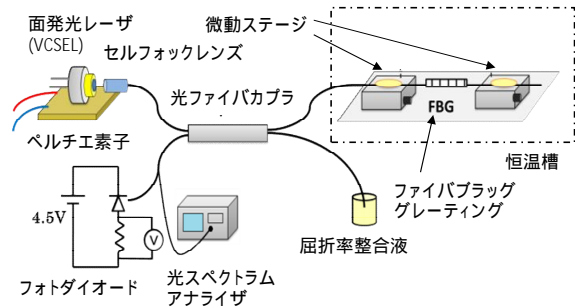 面発光レーザ
(VCSEL)
セルフォックレンズ
微動ステージ
光ファイバカプラ
FBG
ペルチエ素子
恒温槽
ファイバブラッグ
グレーティング
4.5V
V
屈折率整合液
フォトダイオード
光スペクトラム
アナライザ